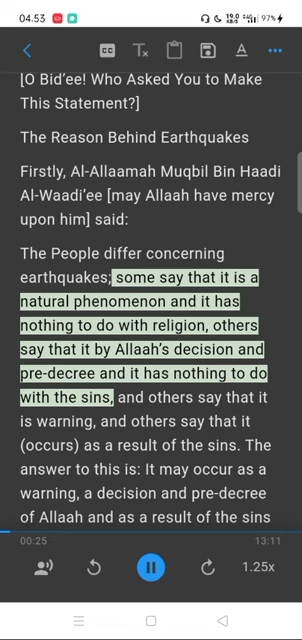 04.53 19.0 KB/S 97%
CC
[O Bid'ee! Who Asked You to Make
This Statement?]
The Reason Behind Earthquakes
Firstly, Al-Allaamah Muqbil Bin Haadi
Al-Waadi'ee [may Allaah have mercy
upon him] said:
The People differ concerning
earthquakes; some say that it is a
natural phenomenon and it has
nothing to do with religion, others
say that it by Allaah's decision and
pre-decree and it has nothing to do
with the sins, and others say that it
is warning, and others say that it
(occurs) as a result of the sins. The
answer to this is: It may occur as a
warning, a decision and pre-decree
of Allaah and as a result of the sins
00:25 13:11
1.25x